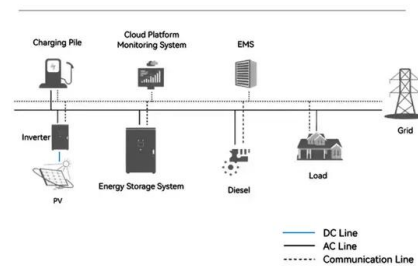 Charging Pile
Cloud Platform
Monitoring System
EMS
Grid
Inverter
PV
Energy Storage System
Diesel
Load
DC Line
AC Line
Communication Line